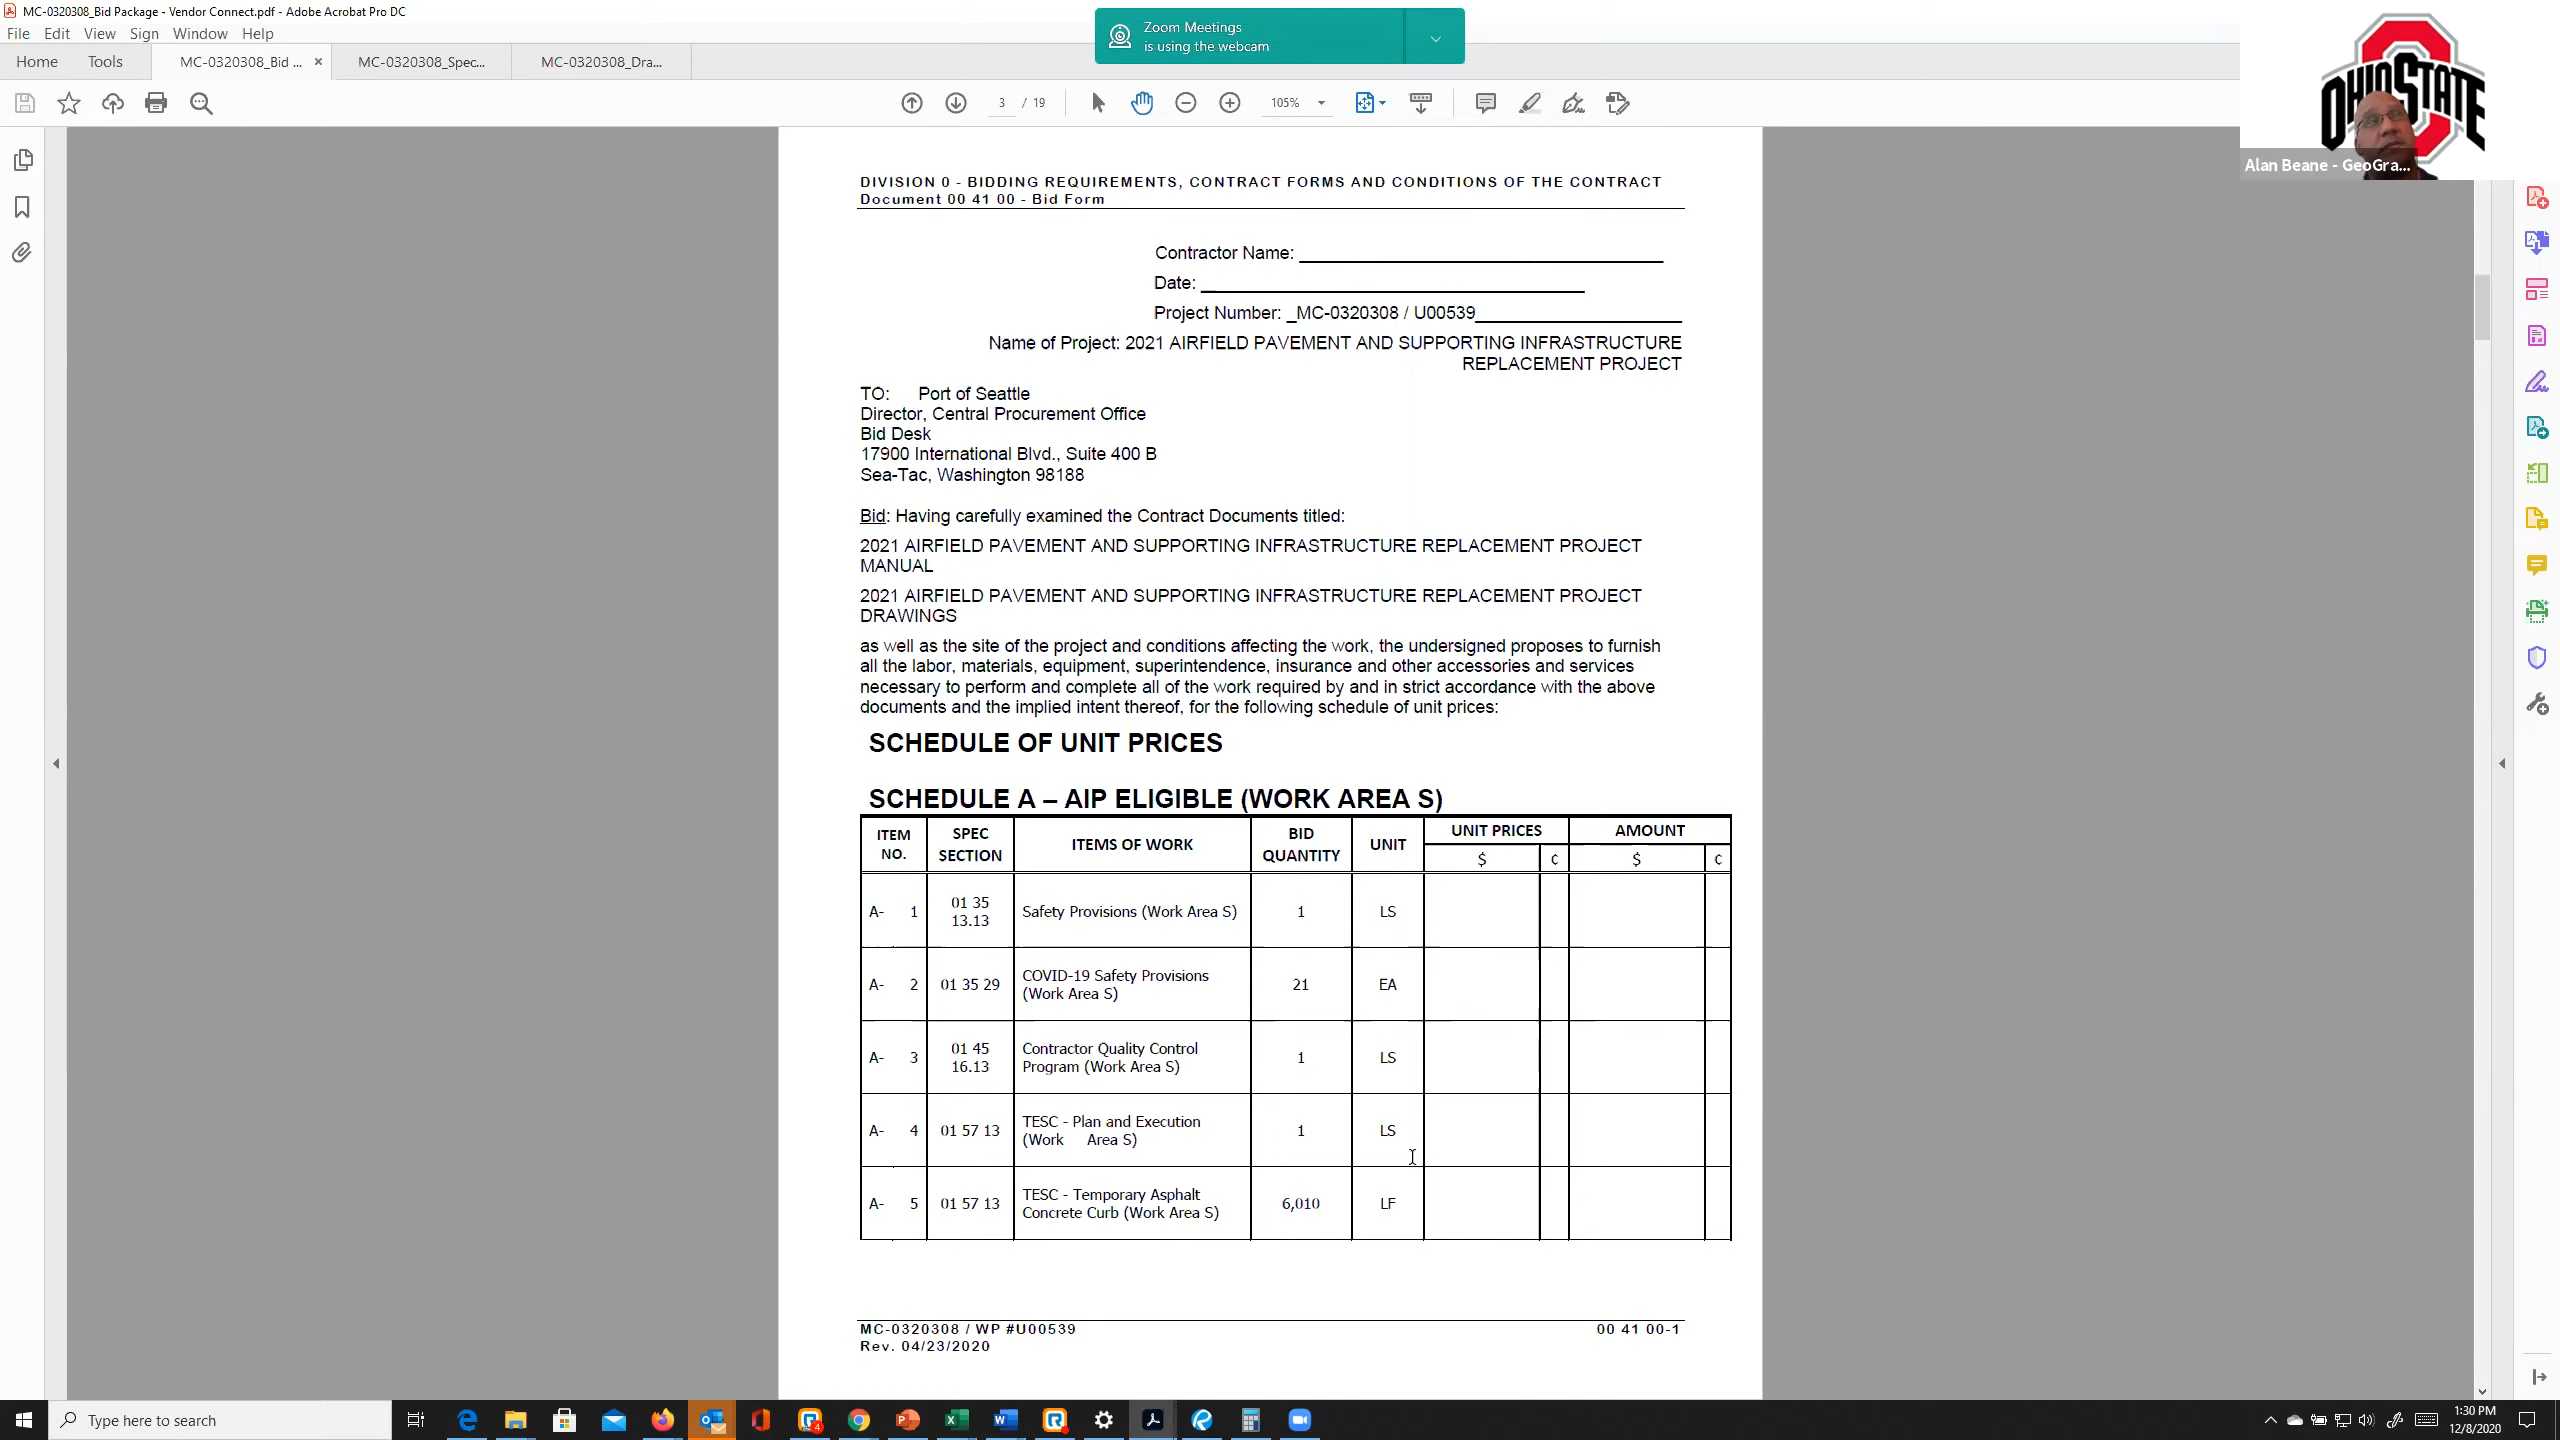 MC-0320308_Bid Package - Vendor Connect.pdf - Adobe Acrobat Pro DC
File Edit View Sign Window Help
Zoom Meetings
is using the webcam
Home Tools MC-0320308_Bid ... × MC-0320308_Spec... MC-0320308_Dra...
3 / 19 105%
OHIO STATE
Alan Beane - GeoGra...
DIVISION 0 - BIDDING REQUIREMENTS, CONTRACT FORMS AND CONDITIONS OF THE CONTRACT
Document 00 41 00 - Bid Form
Contractor Name:
Date:
Project Number: _MC-0320308 / U00539
Name of Project: 2021 AIRFIELD PAVEMENT AND SUPPORTING INFRASTRUCTURE
REPLACEMENT PROJECT
TO: Port of Seattle
Director, Central Procurement Office
Bid Desk
17900 International Blvd., Suite 400 B
Sea-Tac, Washington 98188
Bid: Having carefully examined the Contract Documents titled:
2021 AIRFIELD PAVEMENT AND SUPPORTING INFRASTRUCTURE REPLACEMENT PROJECT
MANUAL
2021 AIRFIELD PAVEMENT AND SUPPORTING INFRASTRUCTURE REPLACEMENT PROJECT
DRAWINGS
as well as the site of the project and conditions affecting the work, the undersigned proposes to furnish
all the labor, materials, equipment, superintendence, insurance and other accessories and services
necessary to perform and complete all of the work required by and in strict accordance with the above
documents and the implied intent thereof, for the following schedule of unit prices:
SCHEDULE OF UNIT PRICES
SCHEDULE A – AIP ELIGIBLE (WORK AREA S)
ITEM NO. SPEC SECTION ITEMS OF WORK BID QUANTITY UNIT UNIT PRICES AMOUNT
$ ¢ $ ¢
A- 1 01 35 13.13 Safety Provisions (Work Area S) 1 LS
A- 2 01 35 29 COVID-19 Safety Provisions (Work Area S) 21 EA
A- 3 01 45 16.13 Contractor Quality Control Program (Work Area S) 1 LS
A- 4 01 57 13 TESC - Plan and Execution (Work Area S) 1 LS
A- 5 01 57 13 TESC - Temporary Asphalt Concrete Curb (Work Area S) 6,010 LF
MC-0320308 / WP #U00539 00 41 00-1
Rev. 04/23/2020
Type here to search
1:30 PM
12/8/2020